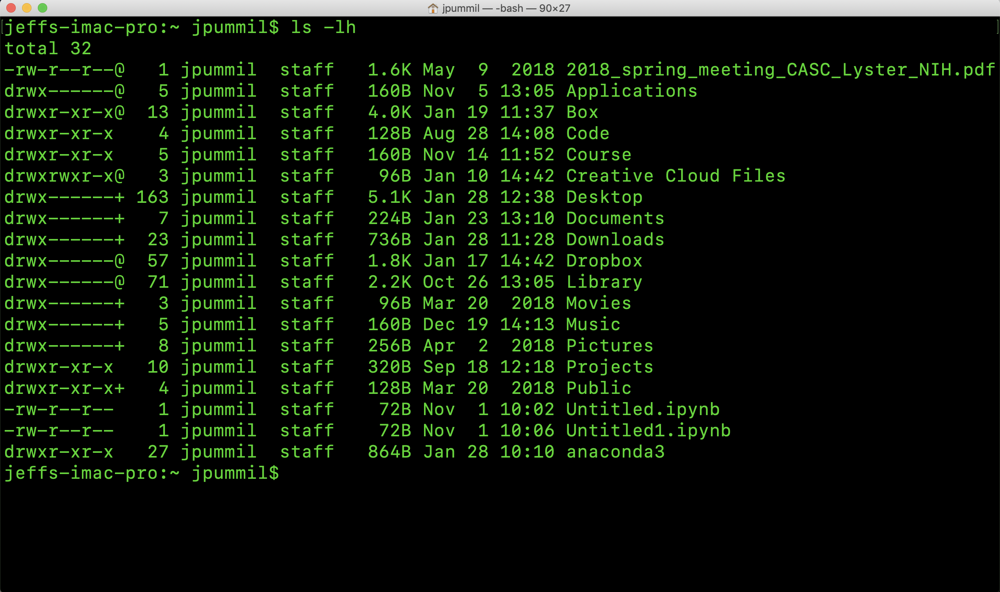 jpummil — -bash — 90×27
jeffs-imac-pro:~ jpummil$ ls -lh
total 32
-rw-r--r--@   1 jpummil  staff   1.6K May  9  2018 2018_spring_meeting_CASC_Lyster_NIH.pdf
drwx------@   5 jpummil  staff   160B Nov  5 13:05 Applications
drwxr-xr-x@  13 jpummil  staff   4.0K Jan 19 11:37 Box
drwxr-xr-x    4 jpummil  staff   128B Aug 28 14:08 Code
drwxr-xr-x    5 jpummil  staff   160B Nov 14 11:52 Course
drwxrwxr-x@   3 jpummil  staff    96B Jan 10 14:42 Creative Cloud Files
drwx------+ 163 jpummil  staff   5.1K Jan 28 12:38 Desktop
drwx------+   7 jpummil  staff   224B Jan 23 13:10 Documents
drwx------+  23 jpummil  staff   736B Jan 28 11:28 Downloads
drwx------@  57 jpummil  staff   1.8K Jan 17 14:42 Dropbox
drwx------@  71 jpummil  staff   2.2K Oct 26 13:05 Library
drwx------+   3 jpummil  staff    96B Mar 20  2018 Movies
drwx------+   5 jpummil  staff   160B Dec 19 14:13 Music
drwx------+   8 jpummil  staff   256B Apr  2  2018 Pictures
drwxr-xr-x   10 jpummil  staff   320B Sep 18 12:18 Projects
drwxr-xr-x+   4 jpummil  staff   128B Mar 20  2018 Public
-rw-r--r--    1 jpummil  staff    72B Nov  1 10:02 Untitled.ipynb
-rw-r--r--    1 jpummil  staff    72B Nov  1 10:06 Untitled1.ipynb
drwxr-xr-x   27 jpummil  staff   864B Jan 28 10:10 anaconda3
jeffs-imac-pro:~ jpummil$